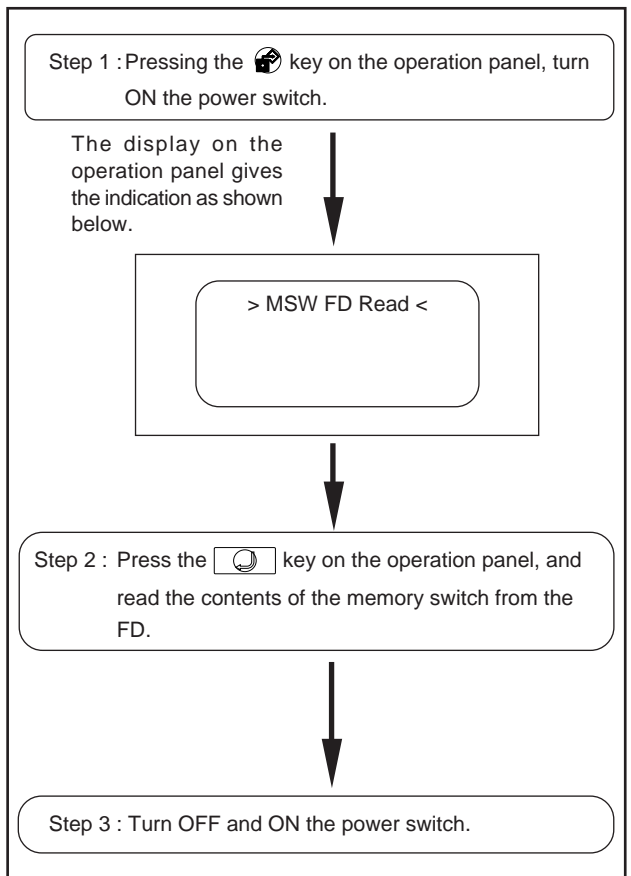 Step 1 : Pressing the key on the operation panel, turn
ON the power switch.
The display on the
operation panel gives
the indication as shown
below.
> MSW FD Read <
Step 2 : Press the key on the operation panel, and
read the contents of the memory switch from the
FD.
Step 3 : Turn OFF and ON the power switch.